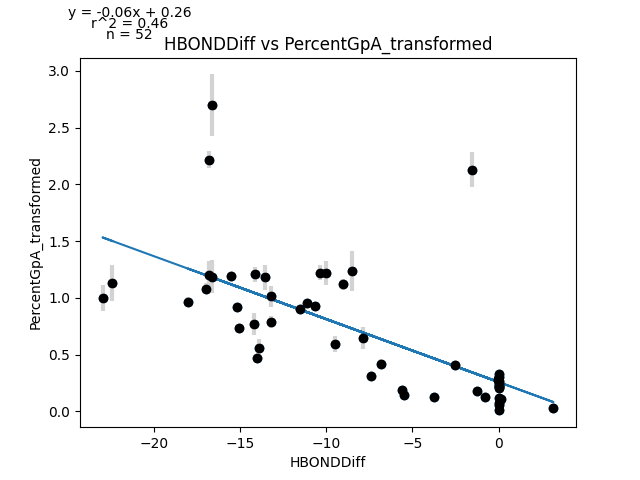 y = -0.06x + 0.26
r^2 = 0.46
n = 52
HBONDDiff vs PercentGpA_transformed
3.0
2.5
2.0
1.5
1.0
0.5
0.0
PercentGpA_transformed
−20
−15
−10
−5
0
HBONDDiff